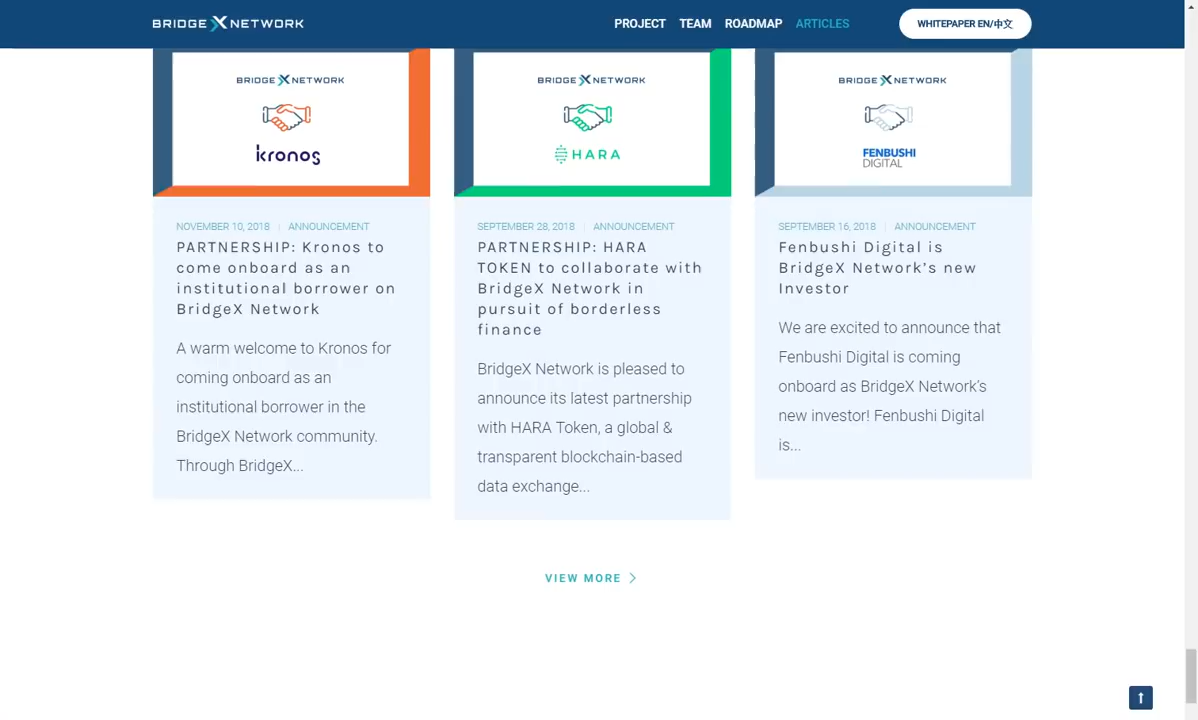 BRIDGE X NETWORK
PROJECT TEAM ROADMAP ARTICLES
WHITEPAPER EN/中文
BRIDGE X NETWORK
kronos
NOVEMBER 10, 2018 | ANNOUNCEMENT
PARTNERSHIP: Kronos to
come onboard as an
institutional borrower on
BridgeX Network
A warm welcome to Kronos for
coming onboard as an
institutional borrower in the
BridgeX Network community.
Through BridgeX...
BRIDGE X NETWORK
HARA
SEPTEMBER 28, 2018 | ANNOUNCEMENT
PARTNERSHIP: HARA
TOKEN to collaborate with
BridgeX Network in
pursuit of borderless
finance
BridgeX Network is pleased to
announce its latest partnership
with HARA Token, a global &
transparent blockchain-based
data exchange...
BRIDGE X NETWORK
FENBUSHI
DIGITAL
SEPTEMBER 16, 2018 | ANNOUNCEMENT
Fenbushi Digital is
BridgeX Network’s new
Investor
We are excited to announce that
Fenbushi Digital is coming
onboard as BridgeX Network’s
new investor! Fenbushi Digital
is...
VIEW MORE